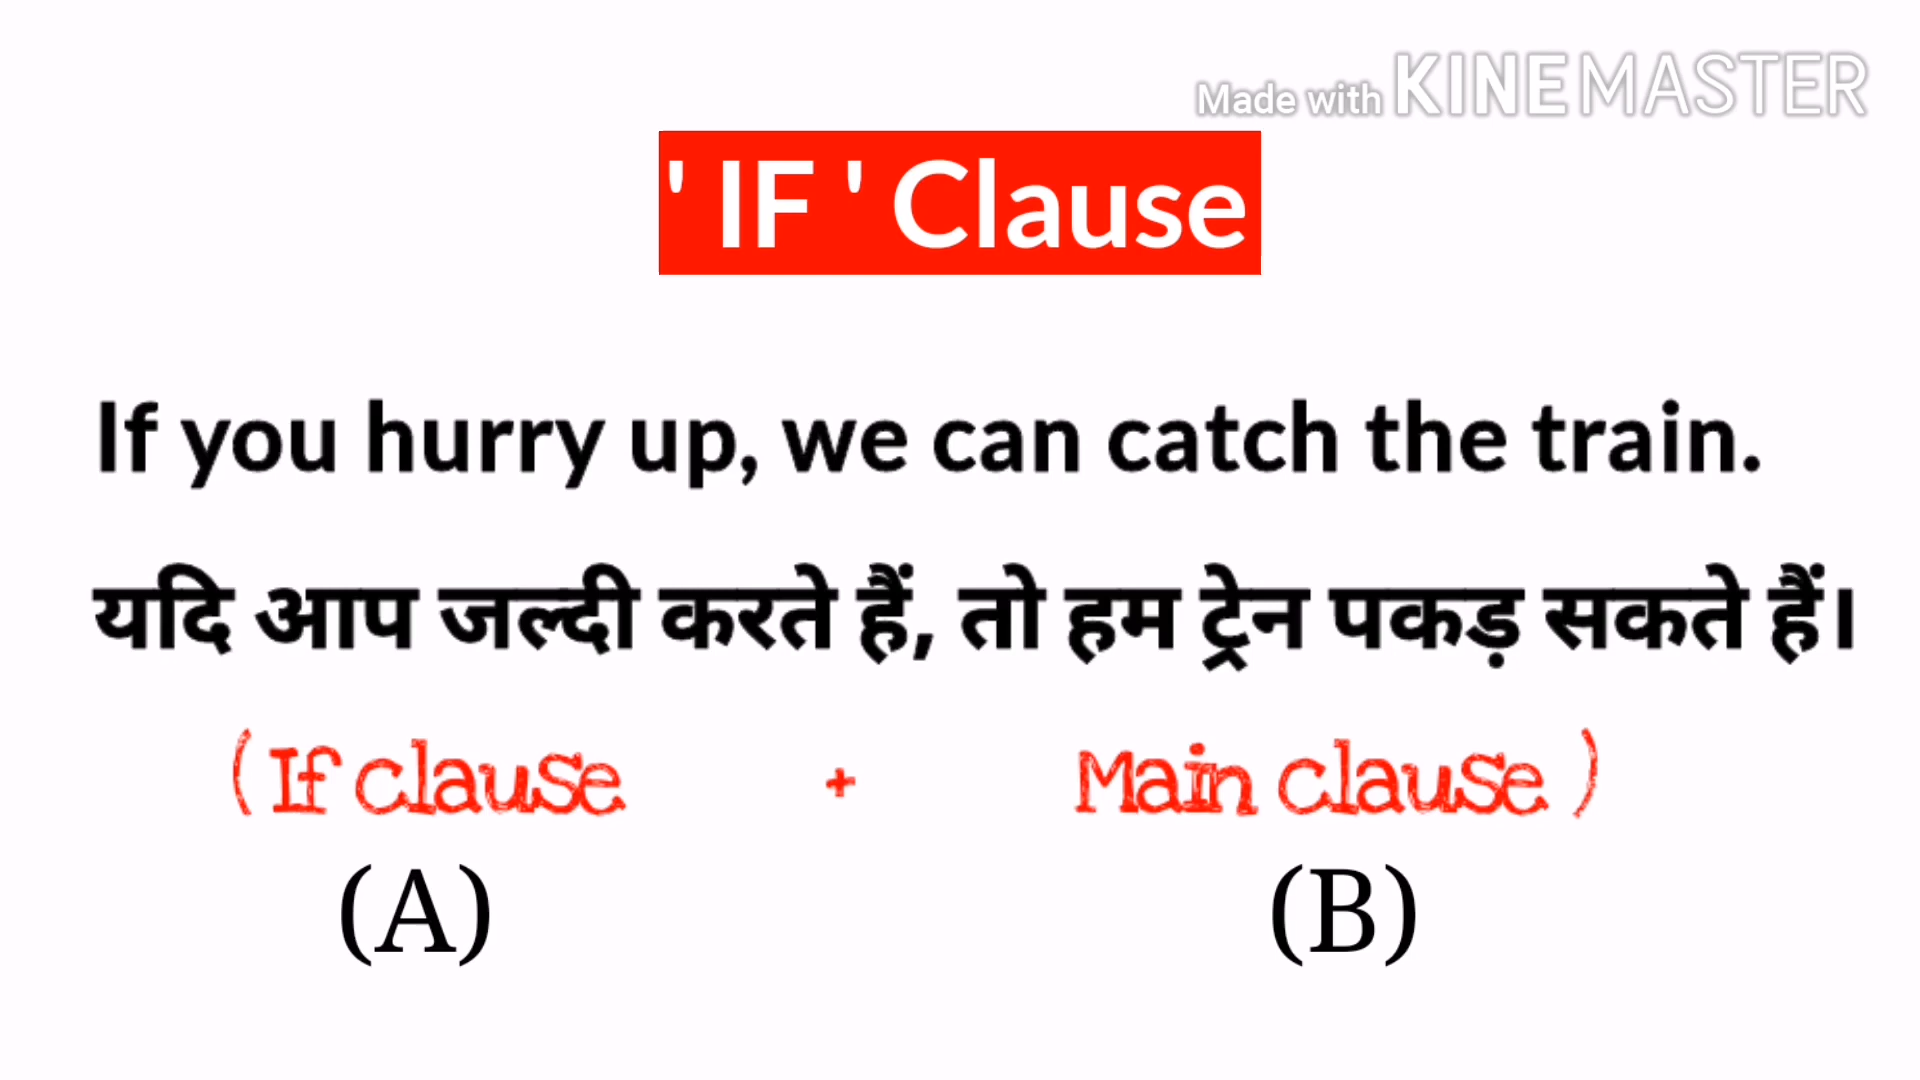 Made with KINEMASTER
' IF ' Clause
If you hurry up, we can catch the train.
यदि आप जल्दी करते हैं, तो हम ट्रेन पकड़ सकते हैं।
( If clause + Main clause )
(A) (B)